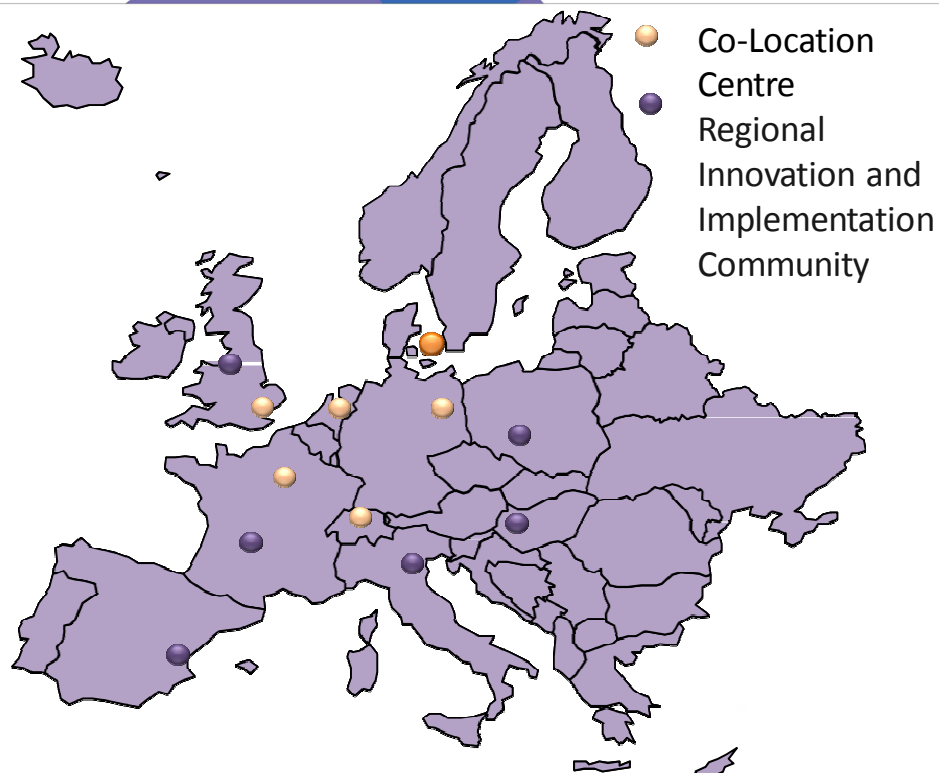 Co-Location
Centre
Regional
Innovation and
Implementation
Community